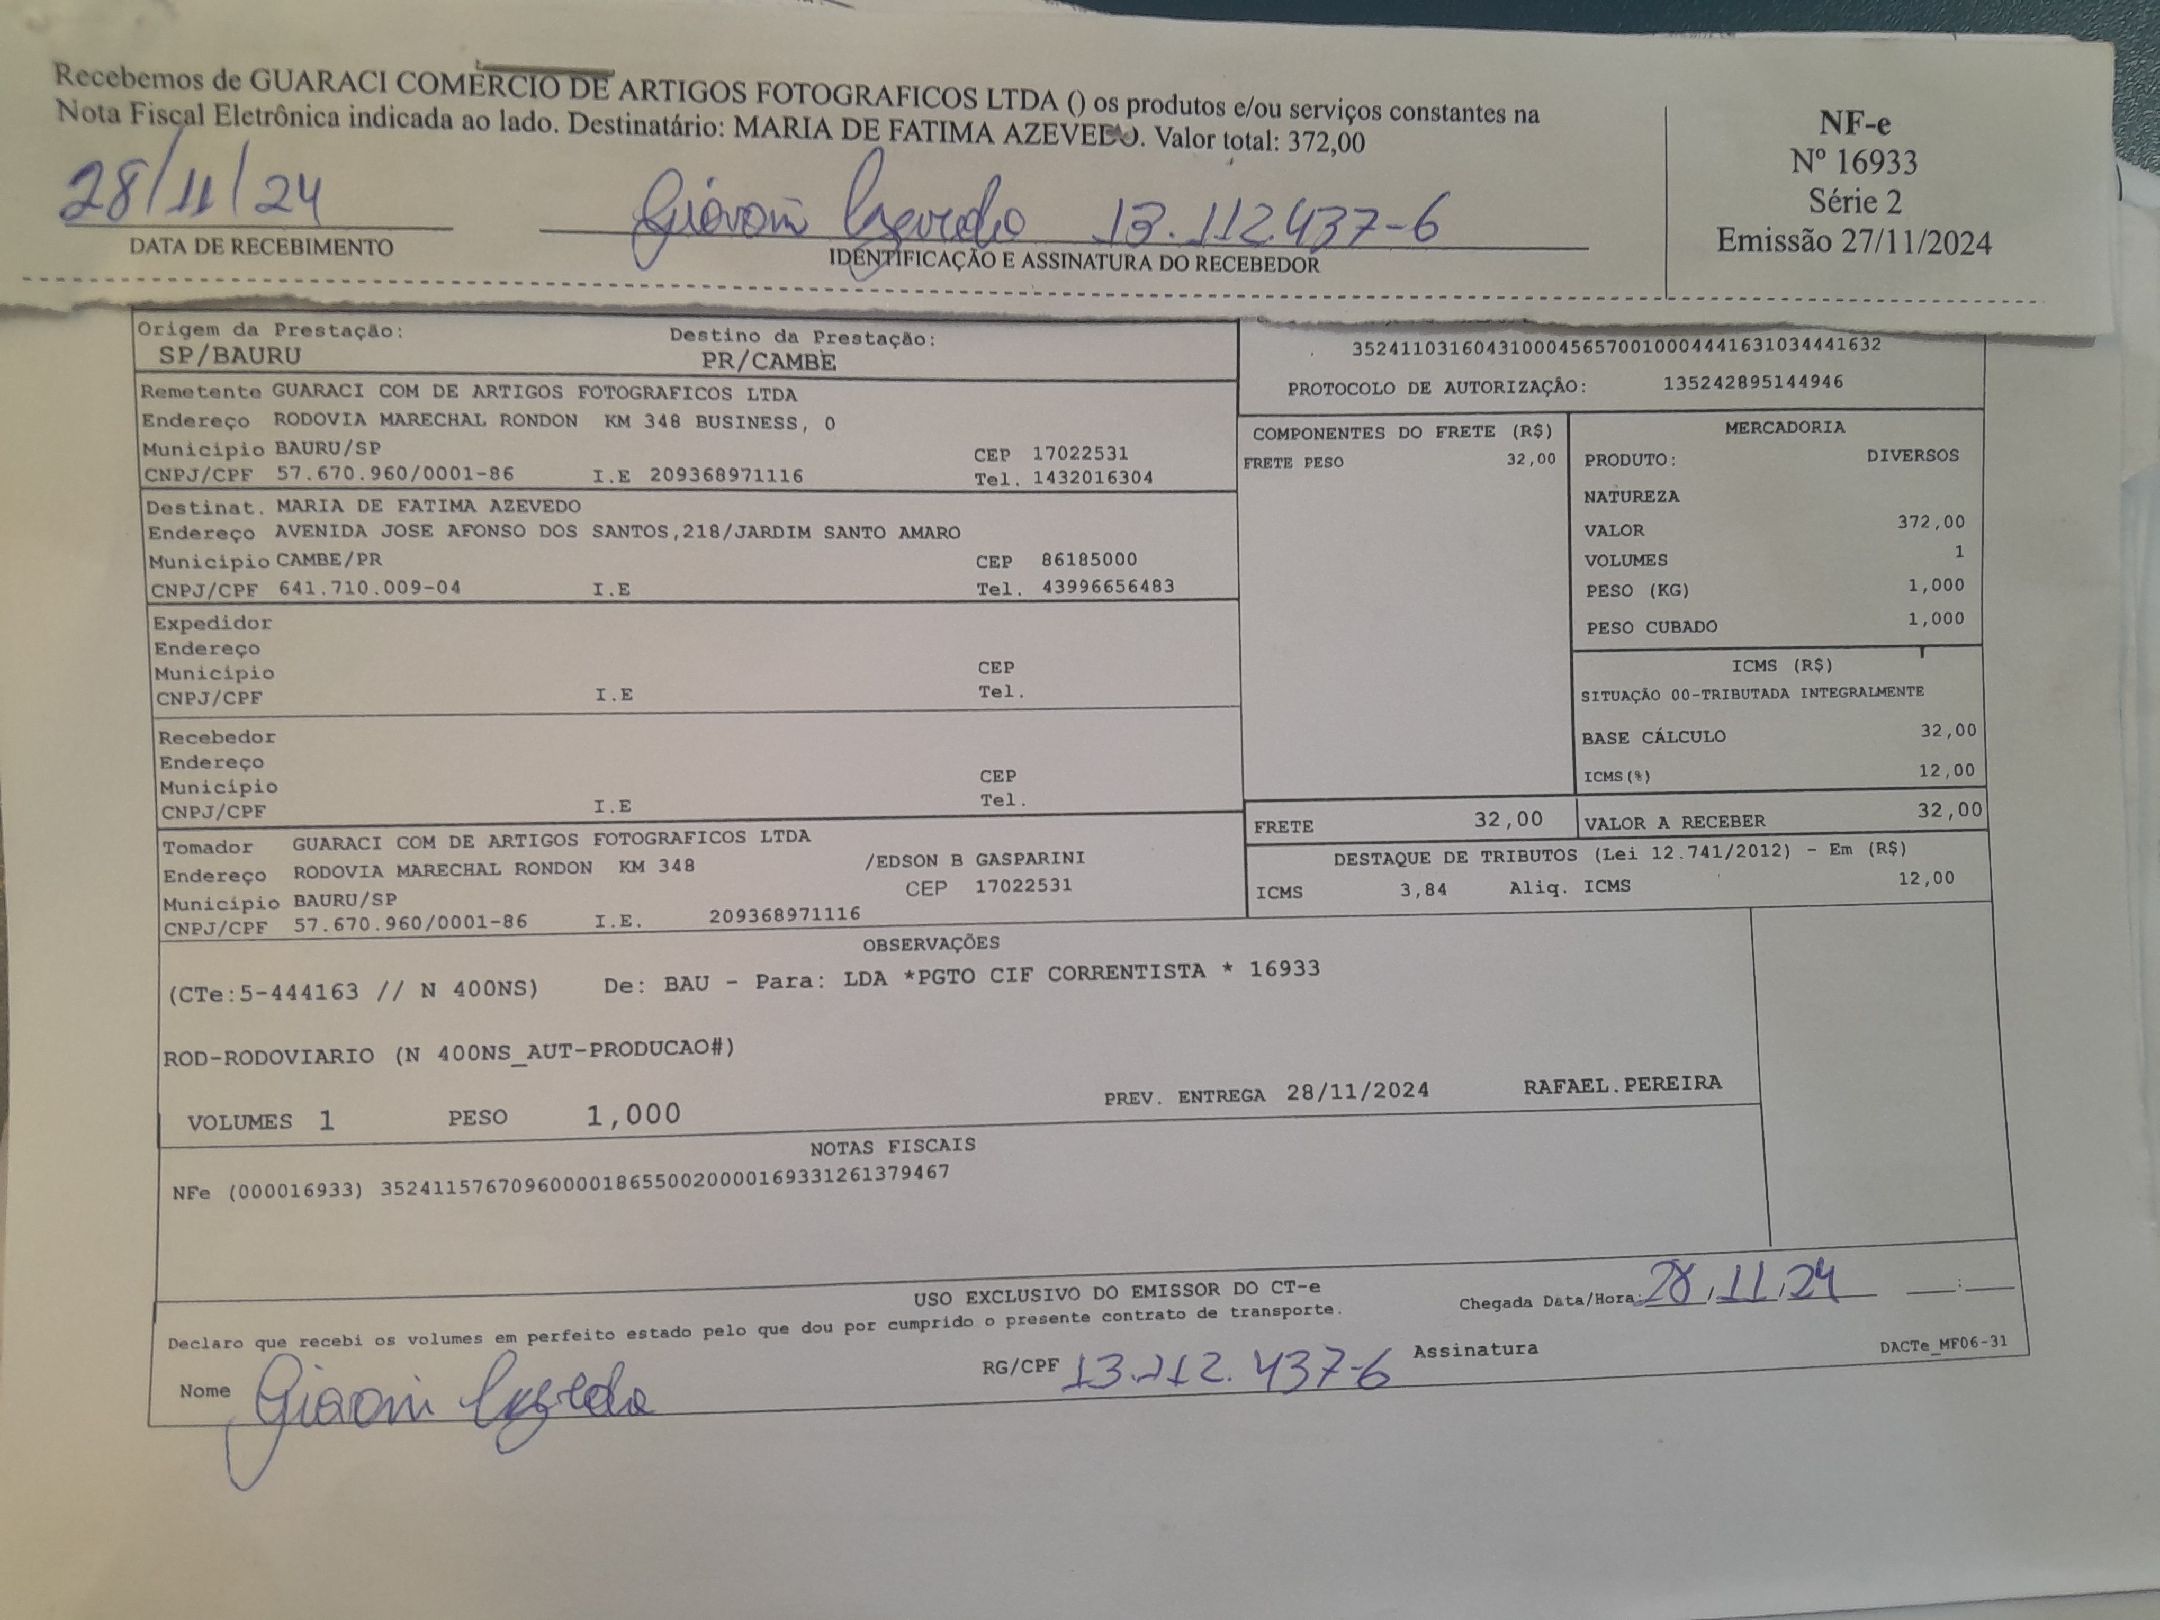 Recebemos de GUARACI COMERCIO DE ARTIGOS FOTOGRAFICOS LTDA () os produtos e/ou serviços constantes na
Nota Fiscal Eletrônica indicada ao lado. Destinatário: MARIA DE FATIMA AZEVEDO. Valor total: 372,00
28/11/24
Giovani Azevedo 13.112.437-6
DATA DE RECEBIMENTO
IDENTIFICAÇÃO E ASSINATURA DO RECEBEDOR
NF-e
Nº 16933
Série 2
Emissão 27/11/2024
Origem da Prestação: Destino da Prestação:
SP/BAURU PR/CAMBE
Remetente GUARACI COM DE ARTIGOS FOTOGRAFICOS LTDA
Endereço RODOVIA MARECHAL RONDON KM 348 BUSINESS, 0
Município BAURU/SP CEP 17022531
CNPJ/CPF 57.670.960/0001-86 I.E 209368971116 Tel. 1432016304
Destinat. MARIA DE FATIMA AZEVEDO
Endereço AVENIDA JOSE AFONSO DOS SANTOS,218/JARDIM SANTO AMARO
Município CAMBE/PR CEP 86185000
CNPJ/CPF 641.710.009-04 I.E Tel. 43996656483
Expedidor
Endereço
Município CEP
CNPJ/CPF I.E Tel.
Recebedor
Endereço
Município CEP
CNPJ/CPF I.E Tel.
Tomador GUARACI COM DE ARTIGOS FOTOGRAFICOS LTDA
Endereço RODOVIA MARECHAL RONDON KM 348 /EDSON B GASPARINI
Município BAURU/SP CEP 17022531
CNPJ/CPF 57.670.960/0001-86 I.E. 209368971116
35241103160431000456570010004441631034441632
PROTOCOLO DE AUTORIZAÇÃO: 135242895144946
COMPONENTES DO FRETE (R$)
FRETE PESO 32,00
MERCADORIA
PRODUTO: DIVERSOS
NATUREZA
VALOR 372,00
VOLUMES 1
PESO (KG) 1,000
PESO CUBADO 1,000
ICMS (R$)
SITUAÇÃO 00-TRIBUTADA INTEGRALMENTE
BASE CÁLCULO 32,00
ICMS(%) 12,00
FRETE 32,00 VALOR A RECEBER 32,00
DESTAQUE DE TRIBUTOS (Lei 12.741/2012) - Em (R$)
ICMS 3,84 Aliq. ICMS 12,00
OBSERVAÇÕES
(CTe:5-444163 // N 400NS) De: BAU - Para: LDA *PGTO CIF CORRENTISTA * 16933
ROD-RODOVIARIO (N 400NS_AUT-PRODUCAO#)
VOLUMES 1 PESO 1,000 PREV. ENTREGA 28/11/2024 RAFAEL.PEREIRA
NOTAS FISCAIS
NFe (000016933) 35241157670960000186550020000169331261379467
USO EXCLUSIVO DO EMISSOR DO CT-e
Declaro que recebi os volumes em perfeito estado pelo que dou por cumprido o presente contrato de transporte.
Chegada Data/Hora: 28/11/24 :
Nome Giovani Azevedo RG/CPF 13.112.437-6 Assinatura
DACTe_MF06-31